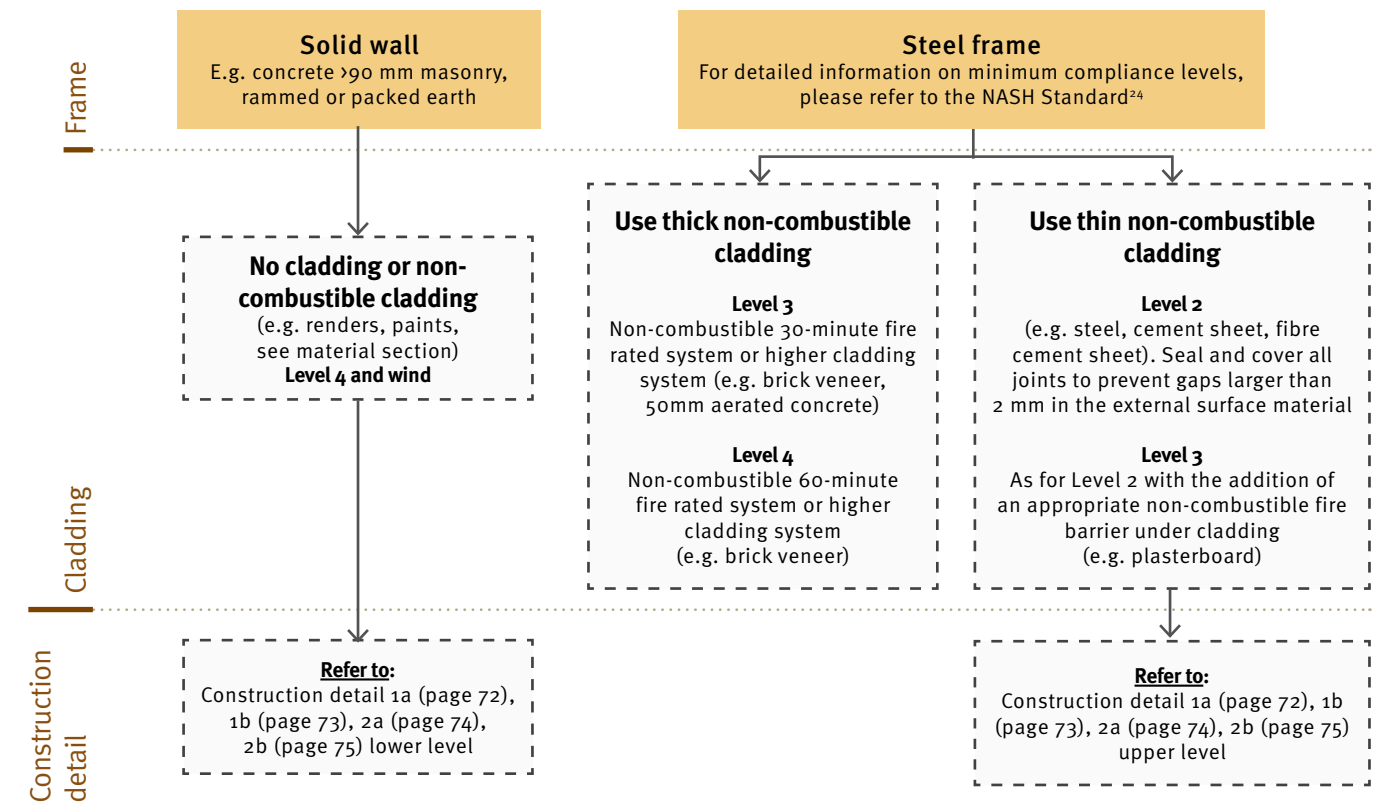 Frame
Solid wall
E.g. concrete >90 mm masonry,
rammed or packed earth
Steel frame
For detailed information on minimum compliance levels,
please refer to the NASH Standard²⁴
Cladding
No cladding or non-
combustible cladding
(e.g. renders, paints,
see material section)
Level 4 and wind
Use thick non-combustible
cladding
Level 3
Non-combustible 30-minute fire
rated system or higher cladding
system (e.g. brick veneer,
50mm aerated concrete)
Level 4
Non-combustible 60-minute
fire rated system or higher
cladding system
(e.g. brick veneer)
Use thin non-combustible
cladding
Level 2
(e.g. steel, cement sheet, fibre
cement sheet). Seal and cover all
joints to prevent gaps larger than
2 mm in the external surface material
Level 3
As for Level 2 with the addition of
an appropriate non-combustible fire
barrier under cladding
(e.g. plasterboard)
Construction
detail
Refer to:
Construction detail 1a (page 72),
1b (page 73), 2a (page 74),
2b (page 75) lower level
Refer to:
Construction detail 1a (page 72), 1b
(page 73), 2a (page 74), 2b (page 75)
upper level